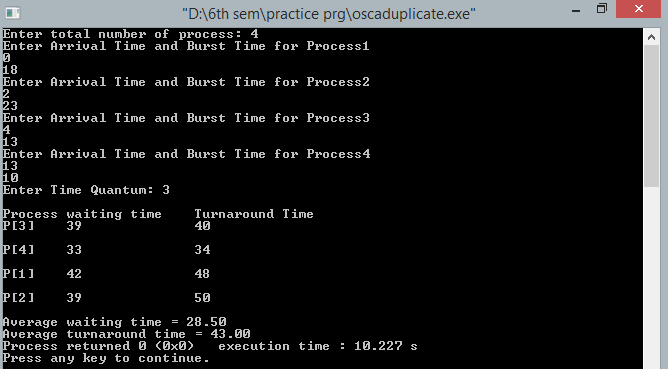 "D:\6th sem\practice prg\oscaduplicate.exe"
Enter total number of process: 4
Enter Arrival Time and Burst Time for Process1
0
18
Enter Arrival Time and Burst Time for Process2
2
23
Enter Arrival Time and Burst Time for Process3
4
13
Enter Arrival Time and Burst Time for Process4
13
10
Enter Time Quantum: 3
Process waiting time    Turnaround Time
P[3]    39              40
P[4]    33              34
P[1]    42              48
P[2]    39              50
Average waiting time = 28.50
Average turnaround time = 43.00
Process returned 0 (0x0)   execution time : 10.227 s
Press any key to continue.